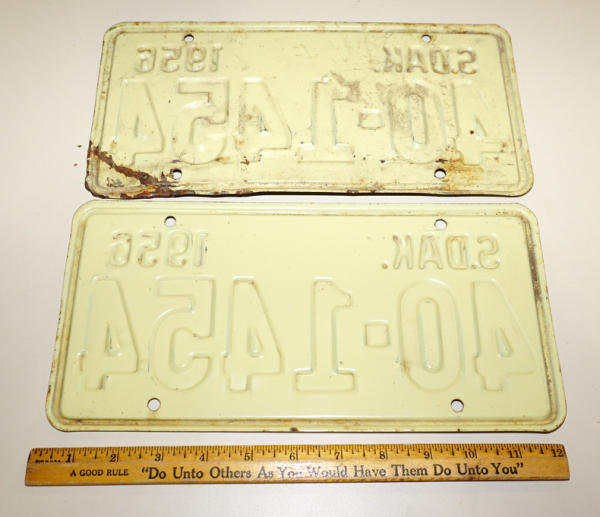 S.DAK. 1956
40-1454
S.DAK. 1956
40-1454
1 2 3 4 5 6 7 8 9 10 11 12
A GOOD RULE "Do Unto Others As You Would Have Them Do Unto You"